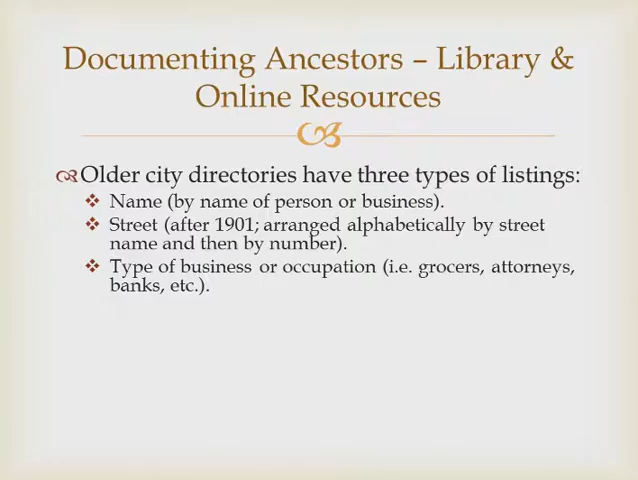 Documenting Ancestors – Library &
Online Resources
Older city directories have three types of listings:
Name (by name of person or business).
Street (after 1901; arranged alphabetically by street
name and then by number).
Type of business or occupation (i.e. grocers, attorneys,
banks, etc.).